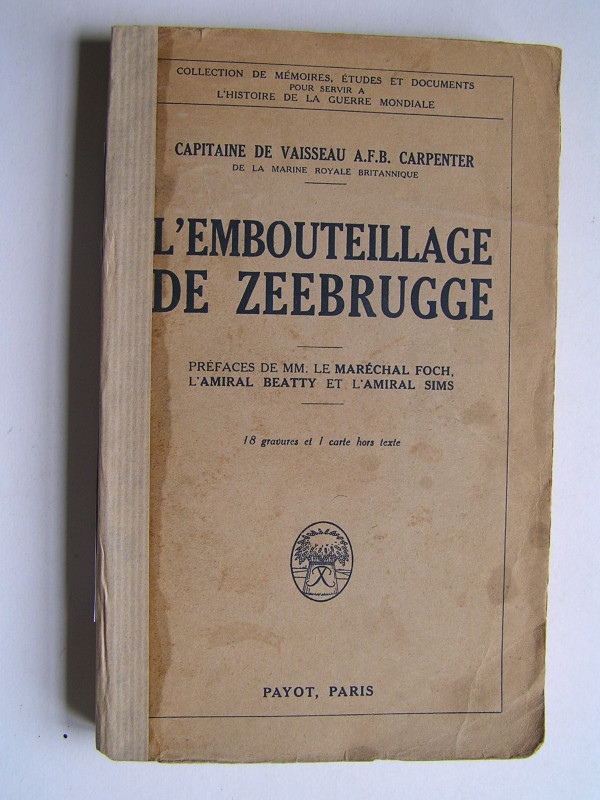 COLLECTION DE MÉMOIRES, ÉTUDES ET DOCUMENTS
POUR SERVIR A
L'HISTOIRE DE LA GUERRE MONDIALE
CAPITAINE DE VAISSEAU A.F.B. CARPENTER
DE LA MARINE ROYALE BRITANNIQUE
L'EMBOUTEILLAGE
DE ZEEBRUGGE
PRÉFACES DE MM. LE MARÉCHAL FOCH,
L'AMIRAL BEATTY ET L'AMIRAL SIMS
18 gravures et 1 carte hors texte
PAYOT, PARIS